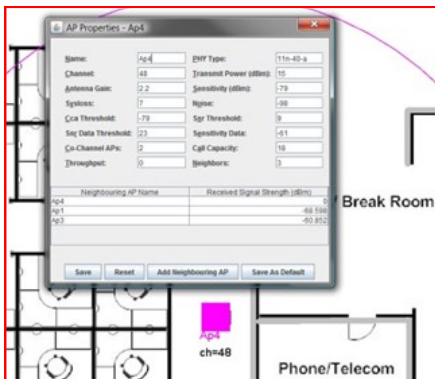 AP Properties - Ap4
Name: Ap4 PHY Type: 11n-40-a
Channel: 48 Transmit Power (dBm): 15
Antenna Gain: 2.2 Sensitivity (dBm): -79
Sysloss: 7 Noise: -98
Cca Threshold: -79 Snr Threshold: 9
Snr Data Threshold: 23 Sensitivity Data: -61
Co-Channel APs: 2 Call Capacity: 18
Throughput: 0 Neighbors: 3
Neighbouring AP Name Received Signal Strength (dBm)
Ap4 0
Ap1 -68.598
Ap3 -60.852
Save Reset Add Neighbouring AP Save As Default
Break Room
Ap4
ch=48
Phone/Telecom